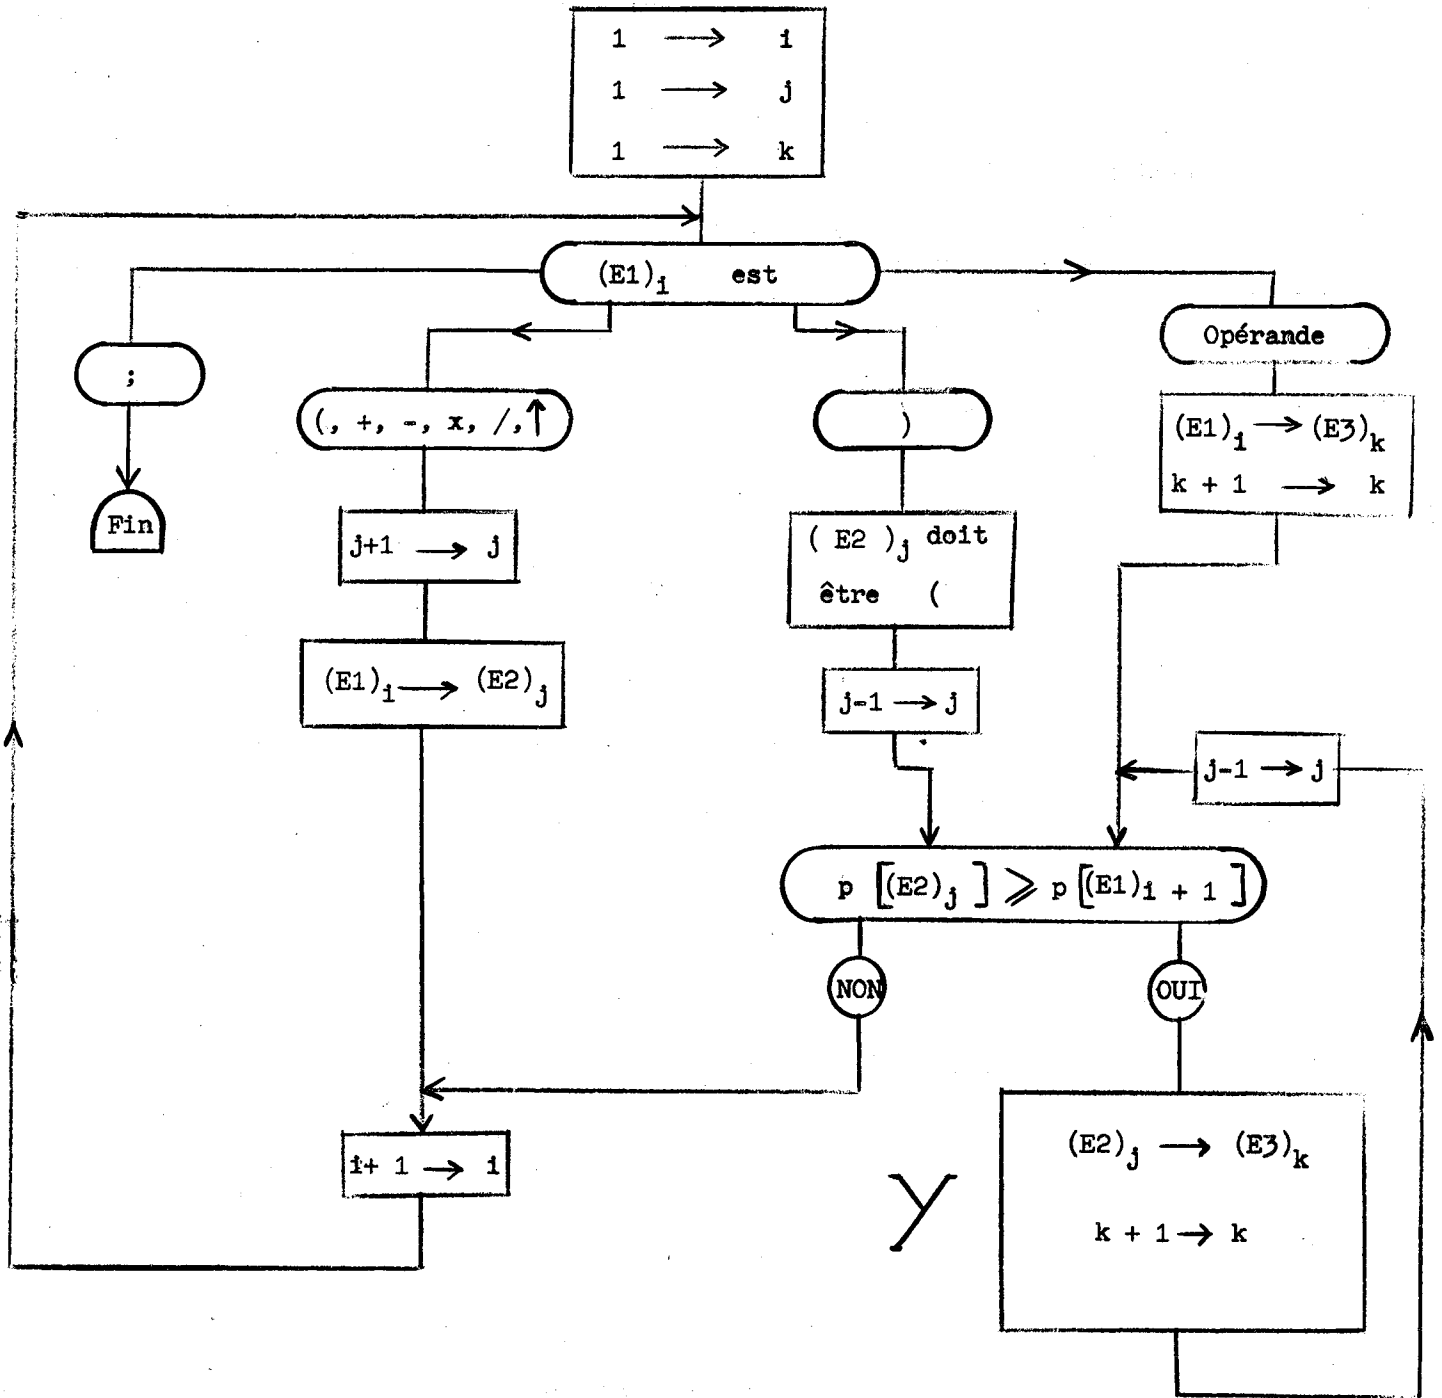 1 → i
1 → j
1 → k
(E1)i est
Opérande
;
(, +, -, x, /, ↑
)
(E1)i → (E3)k
k + 1 → k
Fin
j+1 → j
( E2 )j doit
être (
(E1)i → (E2)j
j-1 → j
j-1 → j
p [(E2)j ] ⩾ p [(E1)i + 1 ]
NON
OUI
i+ 1 → i
(E2)j → (E3)k
k + 1 → k
Y